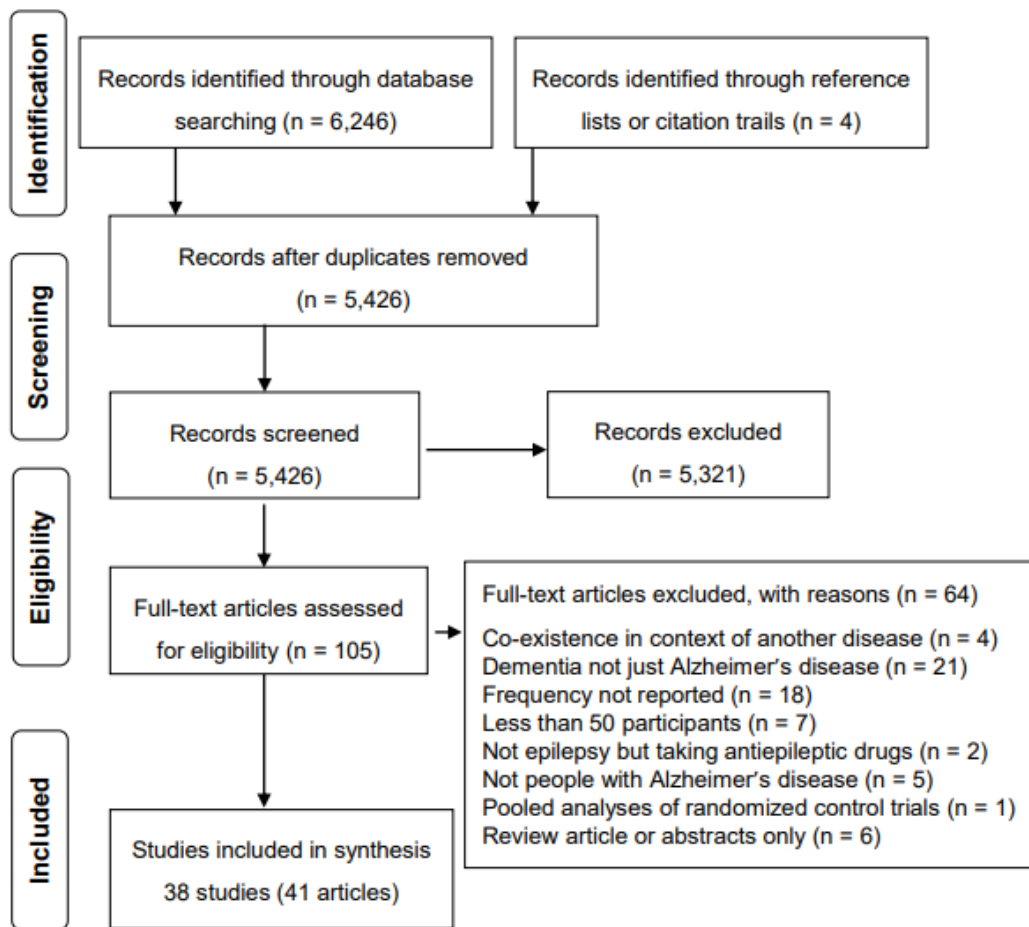 Identification
Records identified through database
searching (n = 6,246)
Records identified through reference
lists or citation trails (n = 4)
Records after duplicates removed
(n = 5,426)
Screening
Records screened
(n = 5,426)
Records excluded
(n = 5,321)
Eligibility
Full-text articles assessed
for eligibility (n = 105)
Full-text articles excluded, with reasons (n = 64)
Co-existence in context of another disease (n = 4)
Dementia not just Alzheimer's disease (n = 21)
Frequency not reported (n = 18)
Less than 50 participants (n = 7)
Not epilepsy but taking antiepileptic drugs (n = 2)
Not people with Alzheimer's disease (n = 5)
Pooled analyses of randomized control trials (n = 1)
Review article or abstracts only (n = 6)
Included
Studies included in synthesis
38 studies (41 articles)